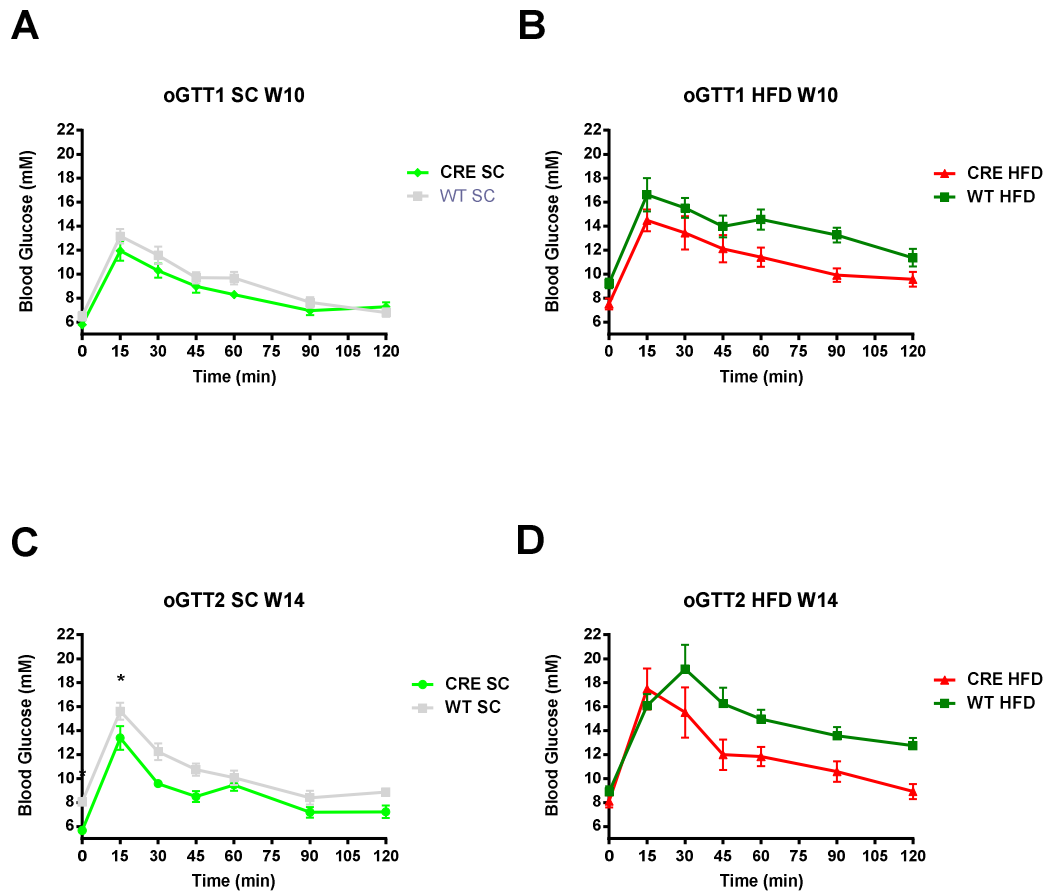 A
oGTT1 SC W10
Blood Glucose (mM)
22
20
18
16
14
12
10
8
6
0 15 30 45 60 75 90 105 120
Time (min)
CRE SC
WT SC
B
oGTT1 HFD W10
Blood Glucose (mM)
22
20
18
16
14
12
10
8
6
0 15 30 45 60 75 90 105 120
Time (min)
CRE HFD
WT HFD
C
oGTT2 SC W14
Blood Glucose (mM)
22
20
18
16
14
12
10
8
6
*
0 15 30 45 60 75 90 105 120
Time (min)
CRE SC
WT SC
D
oGTT2 HFD W14
Blood Glucose (mM)
22
20
18
16
14
12
10
8
6
0 15 30 45 60 75 90 105 120
Time (min)
CRE HFD
WT HFD